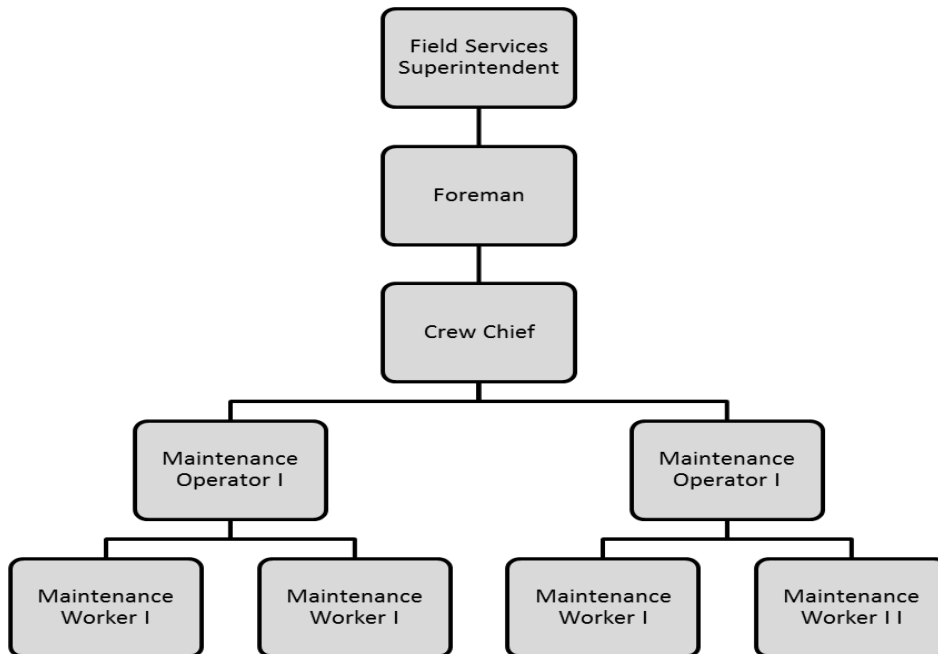 Field Services
Superintendent
Foreman
Crew Chief
Maintenance
Operator I
Maintenance
Operator I
Maintenance
Worker I
Maintenance
Worker I
Maintenance
Worker I
Maintenance
Worker I I